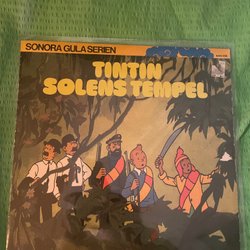 SONORA GULA SERIEN
TINTIN
SOLENS TEMPEL